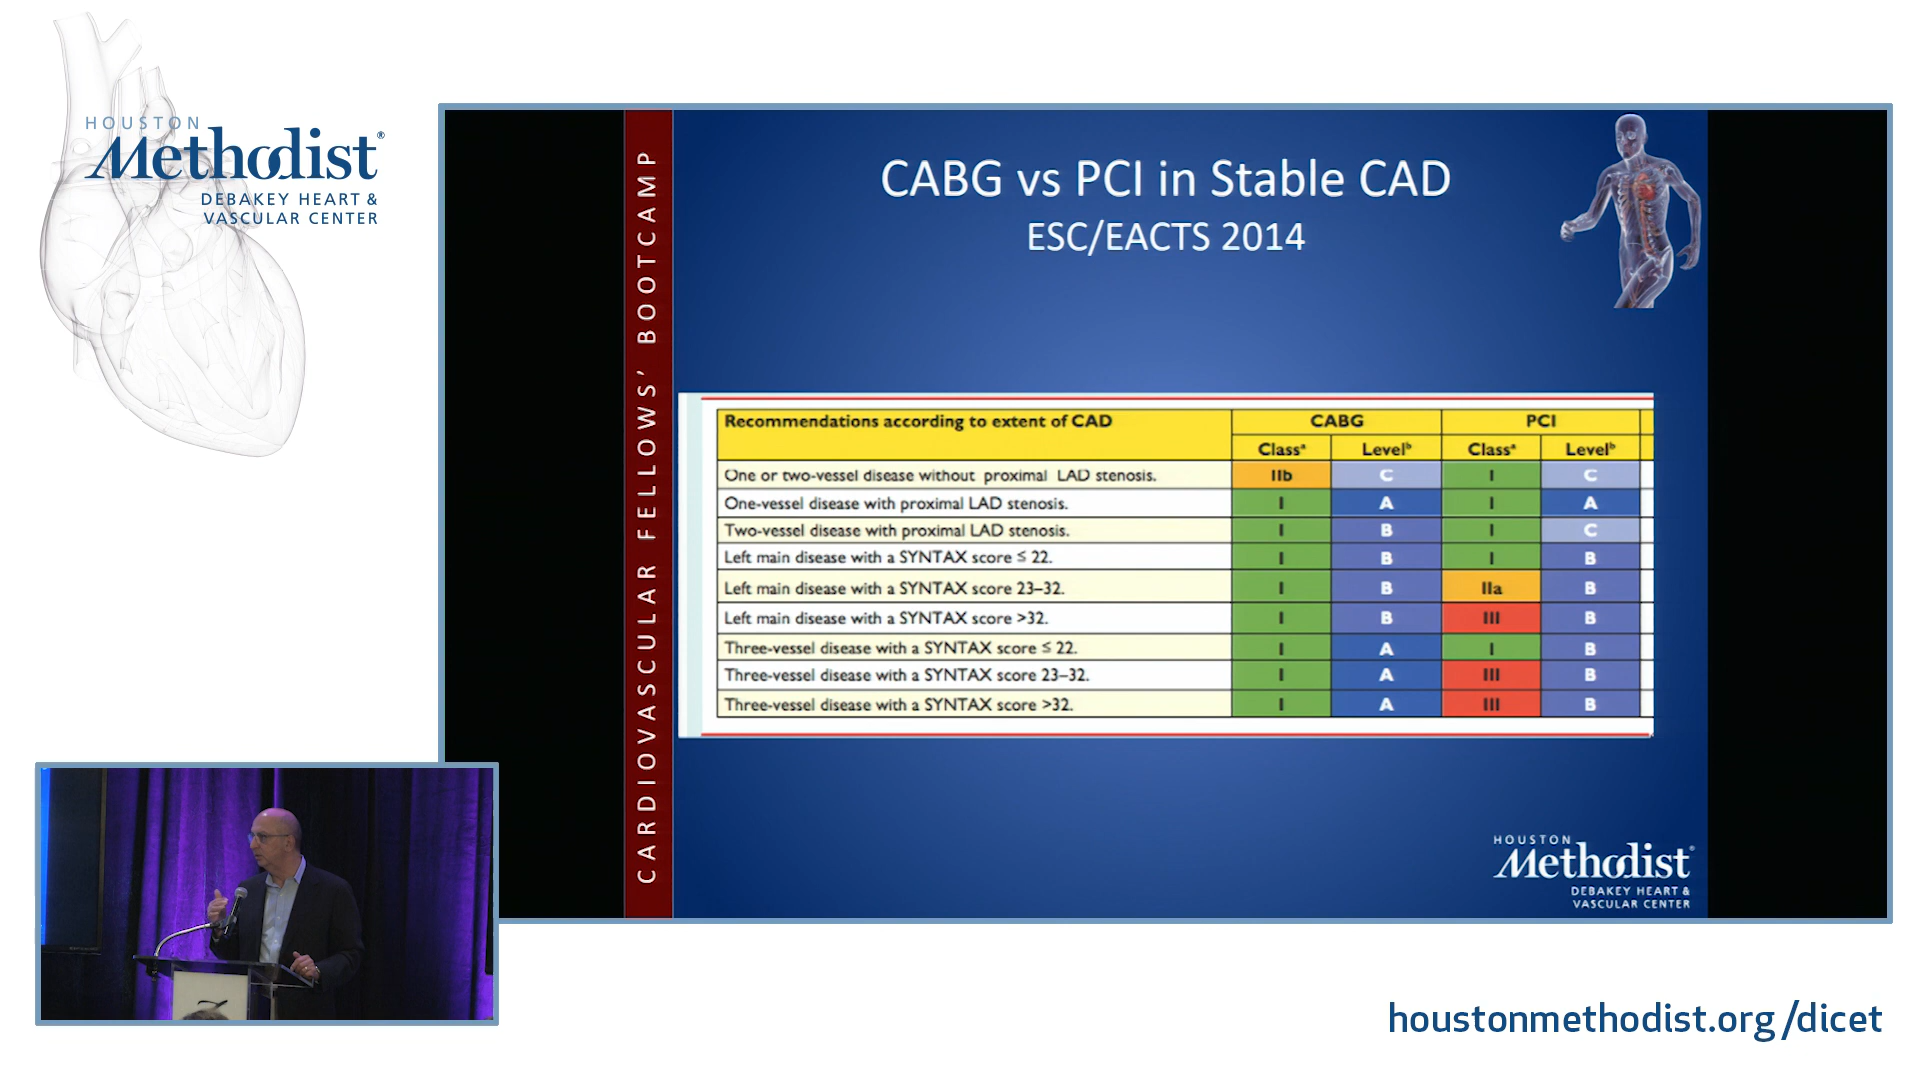 HOUSTON
Methodist®
DEBAKEY HEART &
VASCULAR CENTER
CARDIOVASCULAR FELLOWS' BOOTCAMP
CABG vs PCI in Stable CAD
ESC/EACTS 2014
Recommendations according to extent of CAD CABG PCI
Classᵃ Levelᵇ Classᵃ Levelᵇ
One or two-vessel disease without proximal LAD stenosis. IIb C I C
One-vessel disease with proximal LAD stenosis. I A I A
Two-vessel disease with proximal LAD stenosis. I B I C
Left main disease with a SYNTAX score ≤ 22. I B I B
Left main disease with a SYNTAX score 23–32. I B IIa B
Left main disease with a SYNTAX score >32. I B III B
Three-vessel disease with a SYNTAX score ≤ 22. I A I B
Three-vessel disease with a SYNTAX score 23–32. I A III B
Three-vessel disease with a SYNTAX score >32. I A III B
HOUSTON
Methodist®
DEBAKEY HEART &
VASCULAR CENTER
houstonmethodist.org/dicet